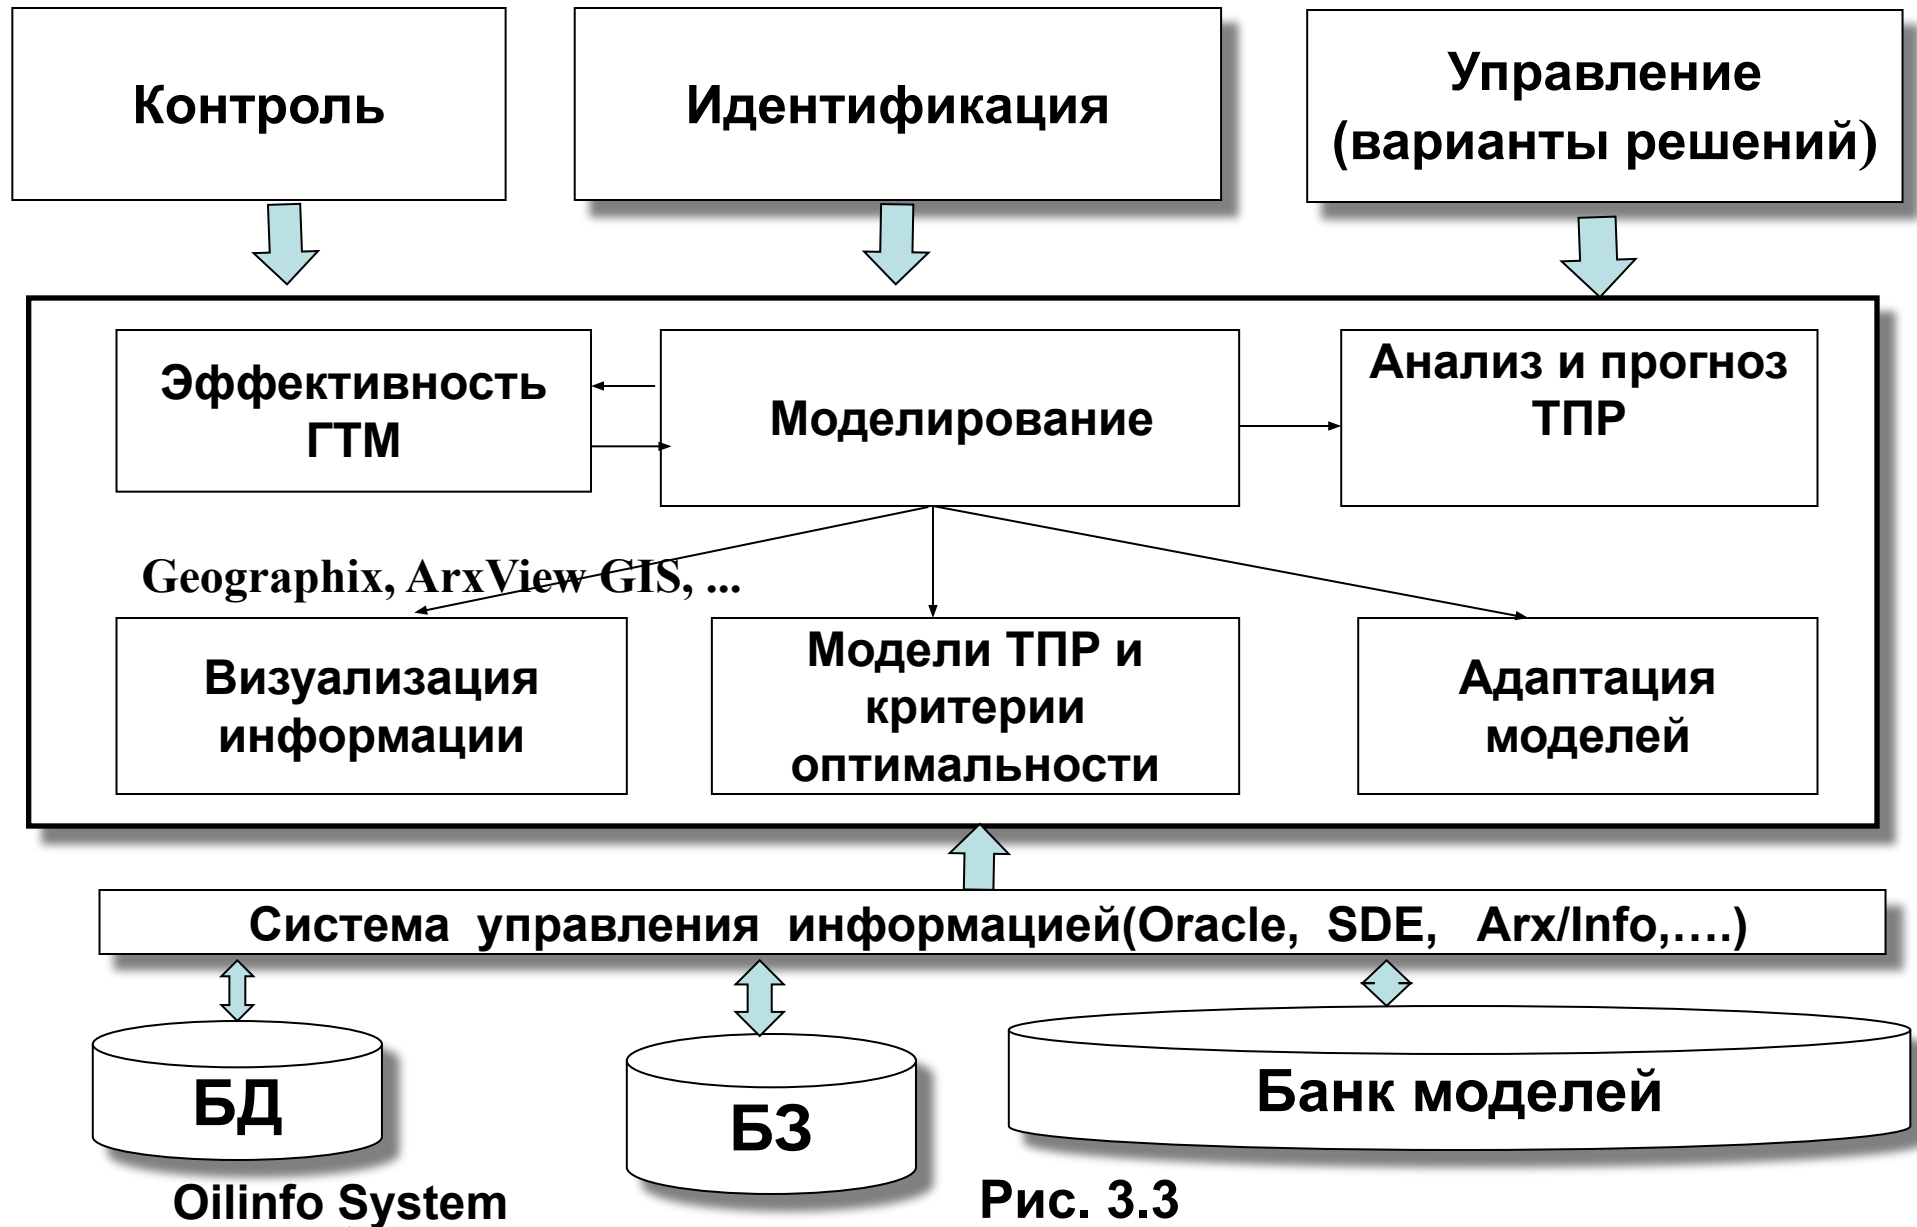 Контроль
Идентификация
Управление
(варианты решений)
Эффективность
ГТМ
Моделирование
Анализ и прогноз
ТПР
Geographix, ArxView GIS, ...
Визуализация
информации
Модели ТПР и
критерии
оптимальности
Адаптация
моделей
Система управления информацией(Oracle, SDE, Arx/Info,….)
БД
БЗ
Банк моделей
Oilinfo System
Рис. 3.3